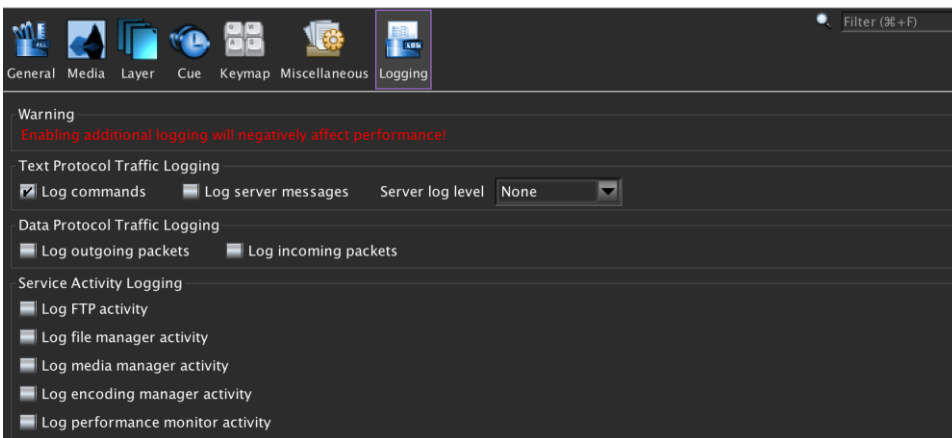 Filter (⌘+F)
General Media Layer Cue Keymap Miscellaneous Logging
Warning
Enabling additional logging will negatively affect performance!
Text Protocol Traffic Logging
Log commands Log server messages Server log level None
Data Protocol Traffic Logging
Log outgoing packets Log incoming packets
Service Activity Logging
Log FTP activity
Log file manager activity
Log media manager activity
Log encoding manager activity
Log performance monitor activity